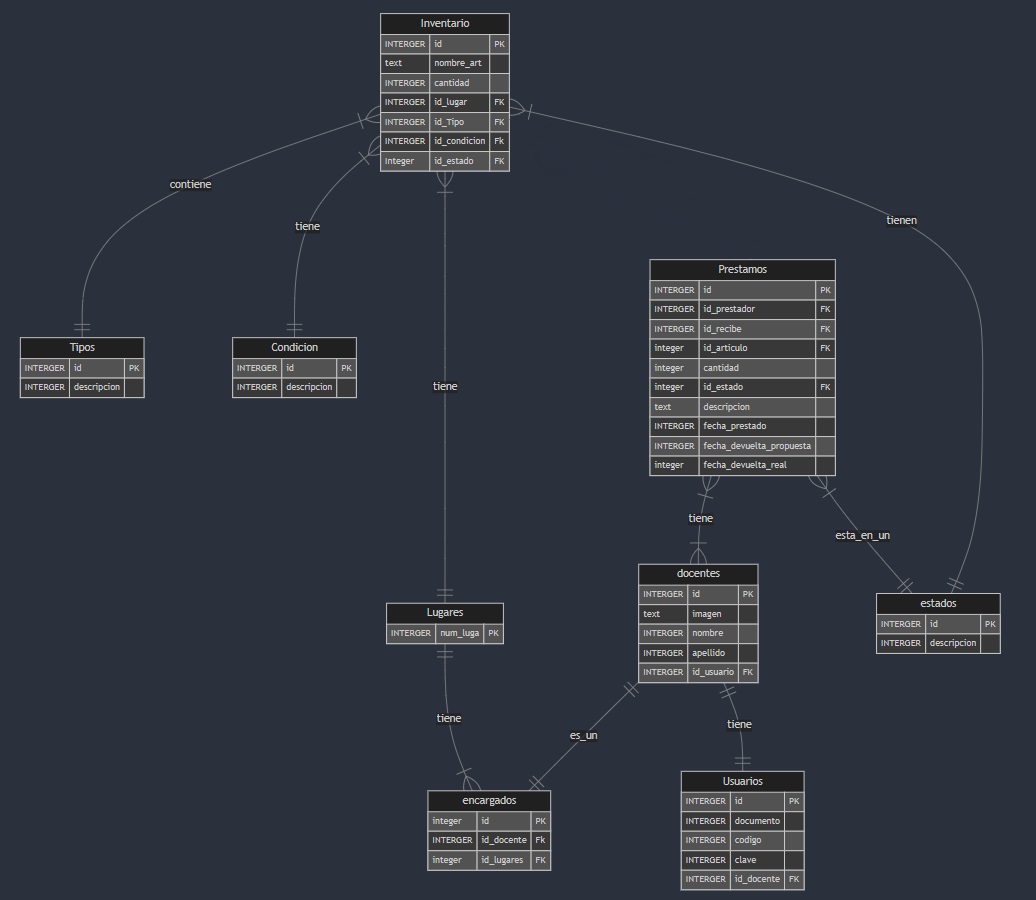 Inventario
INTERGER id PK
text nombre_art
INTERGER cantidad
INTERGER id_lugar FK
INTERGER id_Tipo FK
INTERGER id_condicion Fk
Integer id_estado FK
contiene
tiene
tienen
Prestamos
INTERGER id PK
INTERGER id_prestador FK
INTERGER id_recibe FK
integer id_articulo FK
integer cantidad
integer id_estado FK
text descripcion
INTERGER fecha_prestado
INTERGER fecha_devuelta_propuesta
integer fecha_devuelta_real
Tipos
INTERGER id PK
INTERGER descripcion
Condicion
INTERGER id PK
INTERGER descripcion
tiene
tiene
esta_en_un
docentes
INTERGER id PK
text imagen
INTERGER nombre
INTERGER apellido
INTERGER id_usuario FK
estados
INTERGER id PK
INTERGER descripcion
Lugares
INTERGER num_luga PK
tiene
es_un
tiene
encargados
integer id PK
INTERGER id_docente Fk
integer id_lugares FK
Usuarios
INTERGER id PK
INTERGER documento
INTERGER codigo
INTERGER clave
INTERGER id_docente FK